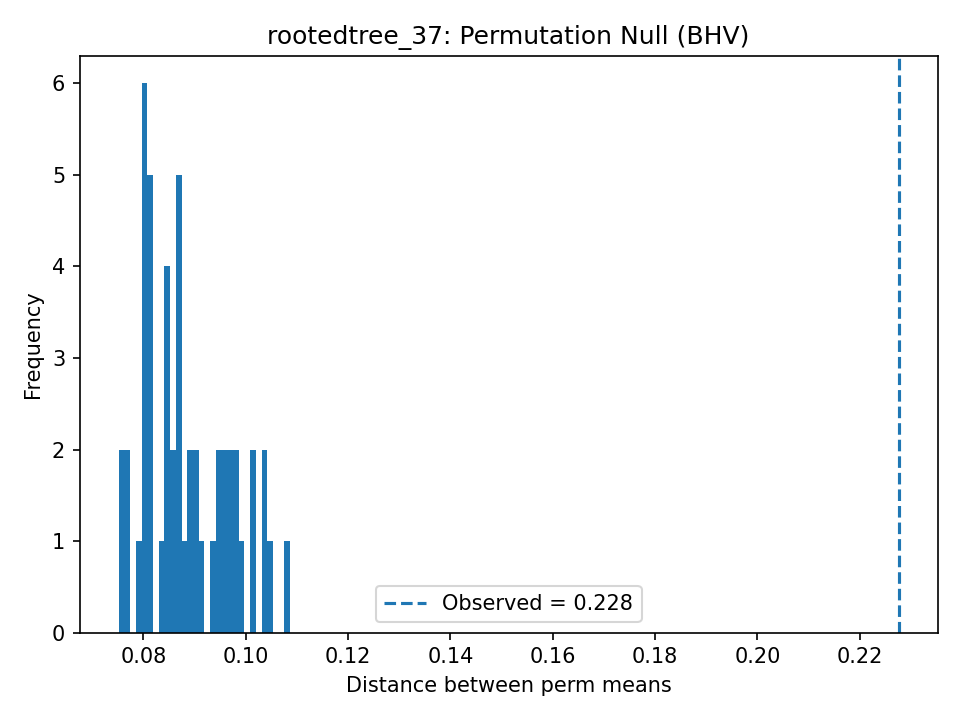 rootedtree_37: Permutation Null (BHV)
Frequency
6
5
4
3
2
1
0
Observed = 0.228
0.08 0.10 0.12 0.14 0.16 0.18 0.20 0.22
Distance between perm means